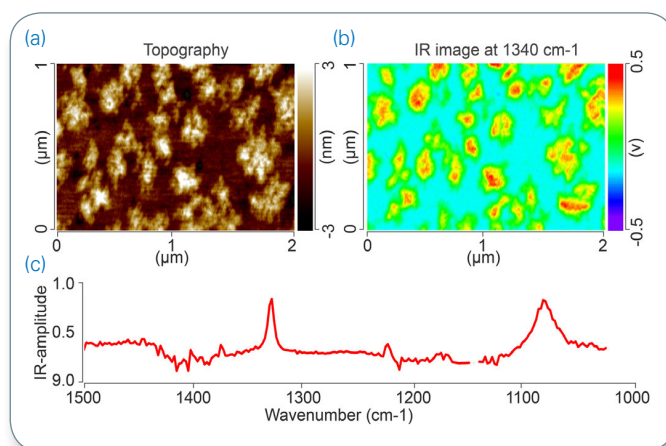 (a)
Topography
1
(µm)
0
0
1
2
(µm)
3
(nm)
-3
(b)
IR image at 1340 cm-1
1
(µm)
0
0
1
2
(µm)
0.5
(v)
-0.5
(c)
IR-amplitude
1.0
0.5
9.0
1500
1400
1300
1200
1100
1000
Wavenumber (cm-1)